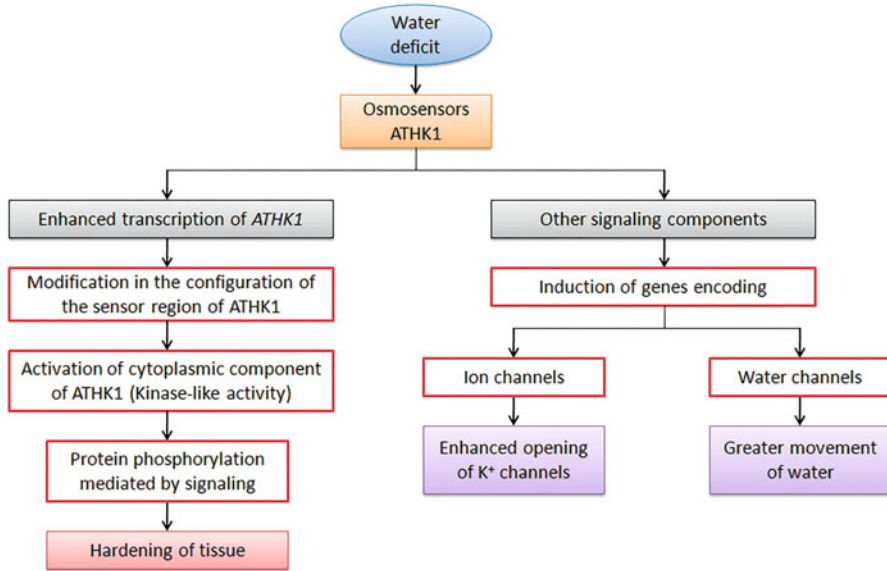 Water
deficit
Osmosensors
ATHK1
Enhanced transcription of ATHK1
Other signaling components
Modification in the configuration of
the sensor region of ATHK1
Induction of genes encoding
Activation of cytoplasmic component
of ATHK1 (Kinase-like activity)
Ion channels
Water channels
Protein phosphorylation
mediated by signaling
Enhanced opening
of K⁺ channels
Greater movement
of water
Hardening of tissue